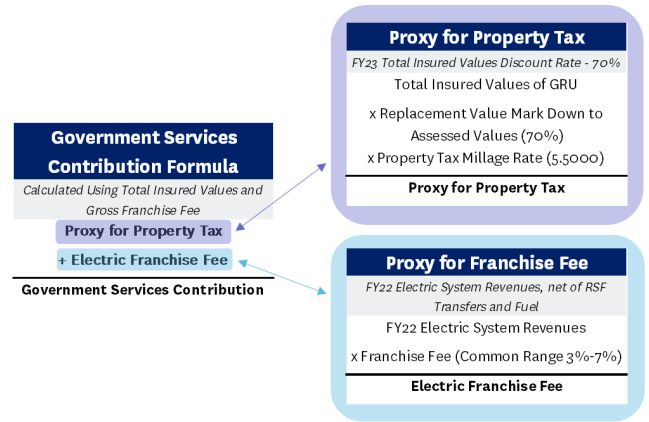 Government Services
Contribution Formula
Calculated Using Total Insured Values and
Gross Franchise Fee
Proxy for Property Tax
+ Electric Franchise Fee
Government Services Contribution
Proxy for Property Tax
FY23 Total Insured Values Discount Rate - 70%
Total Insured Values of GRU
x Replacement Value Mark Down to
Assessed Values (70%)
x Property Tax Millage Rate (5.5000)
Proxy for Property Tax
Proxy for Franchise Fee
FY22 Electric System Revenues, net of RSF
Transfers and Fuel
FY22 Electric System Revenues
x Franchise Fee (Common Range 3%-7%)
Electric Franchise Fee